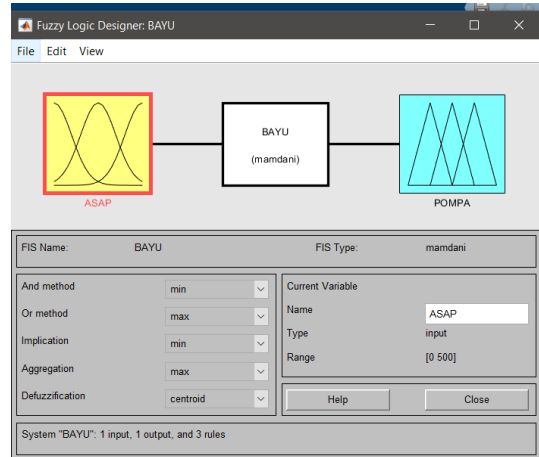 Fuzzy Logic Designer: BAYU
File Edit View
BAYU
(mamdani)
ASAP
POMPA
FIS Name: BAYU FIS Type: mamdani
And method min
Or method max
Implication min
Aggregation max
Defuzzification centroid
Current Variable
Name ASAP
Type input
Range [0 500]
Help Close
System "BAYU": 1 input, 1 output, and 3 rules